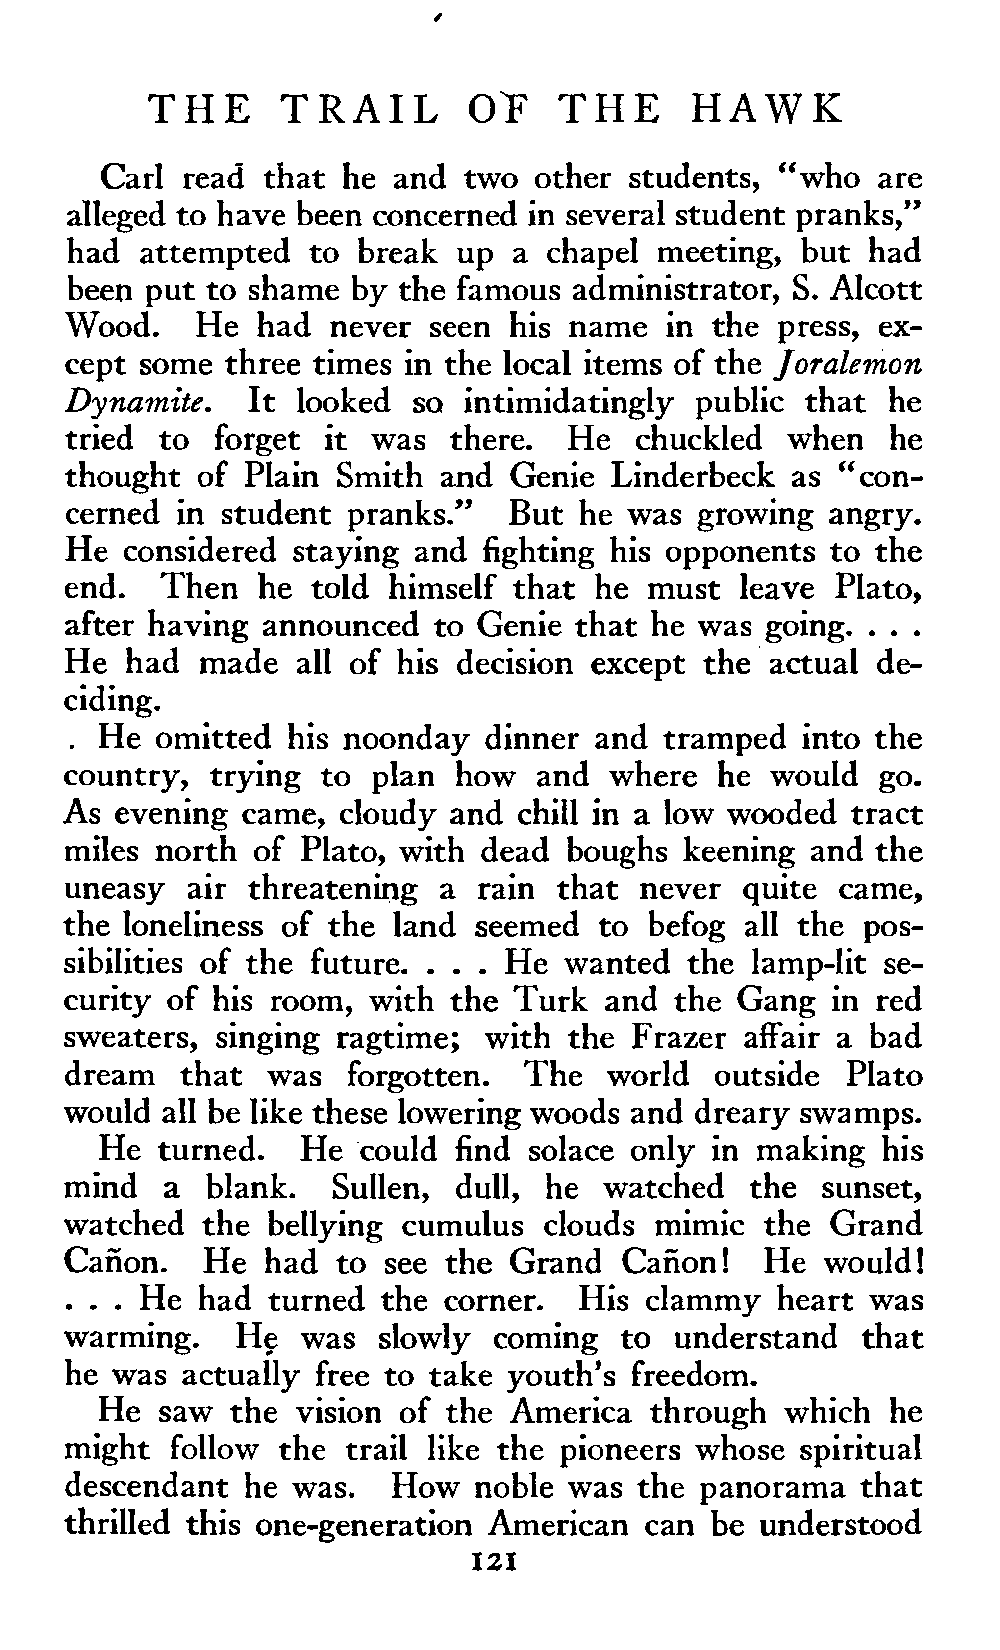 THE TRAIL OF THE HAWK
Carl read that he and two other students, “who are
alleged to have been concerned in several student pranks,”
had attempted to break up a chapel meeting, but had
been put to shame by the famous administrator, S. Alcott
Wood. He had never seen his name in the press, ex-
cept some three times in the local items of the Joralemon
Dynamite. It looked so intimidatingly public that he
tried to forget it was there. He chuckled when he
thought of Plain Smith and Genie Linderbeck as “con-
cerned in student pranks.” But he was growing angry.
He considered staying and fighting his opponents to the
end. Then he told himself that he must leave Plato,
after having announced to Genie that he was going. . . .
He had made all of his decision except the actual de-
ciding.
He omitted his noonday dinner and tramped into the
country, trying to plan how and where he would go.
As evening came, cloudy and chill in a low wooded tract
miles north of Plato, with dead boughs keening and the
uneasy air threatening a rain that never quite came,
the loneliness of the land seemed to befog all the pos-
sibilities of the future. . . . He wanted the lamp-lit se-
curity of his room, with the Turk and the Gang in red
sweaters, singing ragtime; with the Frazer affair a bad
dream that was forgotten. The world outside Plato
would all be like these lowering woods and dreary swamps.
He turned. He could find solace only in making his
mind a blank. Sullen, dull, he watched the sunset,
watched the bellying cumulus clouds mimic the Grand
Cañon. He had to see the Grand Cañon! He would!
. . . He had turned the corner. His clammy heart was
warming. He was slowly coming to understand that
he was actually free to take youth's freedom.
He saw the vision of the America through which he
might follow the trail like the pioneers whose spiritual
descendant he was. How noble was the panorama that
thrilled this one-generation American can be understood
121